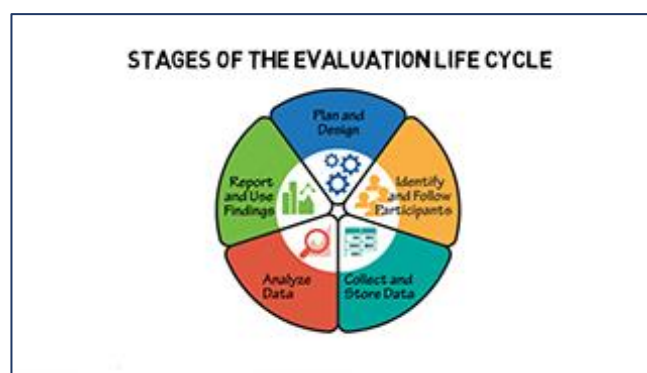 STAGES OF THE EVALUATION LIFE CYCLE
Plan and
Design
Identify
and Follow
Participants
Collect and
Store Data
Analyze
Data
Report
and Use
Findings